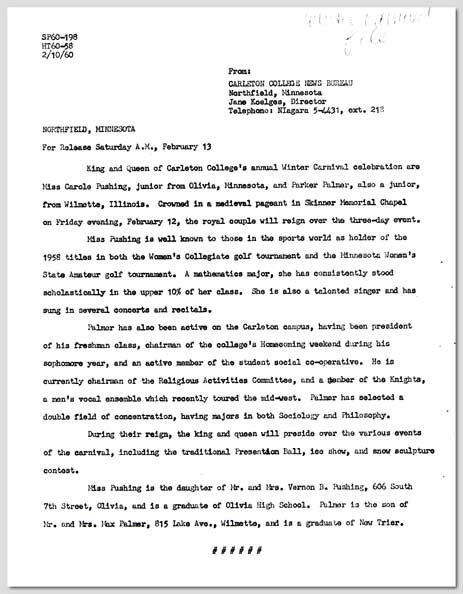 Winter Carnival
file
SP60-198
HT60-58
2/10/60
From:
CARLETON COLLEGE NEWS BUREAU
Northfield, Minnesota
Jane Koelges, Director
Telephone: NIagara 5-4431, ext. 218
NORTHFIELD, MINNESOTA
For Release Saturday A.M., February 13
King and Queen of Carleton College's annual Winter Carnival celebration are
Miss Carole Pushing, junior from Olivia, Minnesota, and Parker Palmer, also a junior,
from Wilmette, Illinois. Crowned in a medieval pageant in Skinner Memorial Chapel
on Friday evening, February 12, the royal couple will reign over the three-day event.
Miss Pushing is well known to those in the sports world as holder of the
1958 titles in both the Women's Collegiate golf tournament and the Minnesota Women's
State Amateur golf tournament. A mathematics major, she has consistently stood
scholastically in the upper 10% of her class. She is also a talented singer and has
sung in several concerts and recitals.
Palmer has also been active on the Carleton campus, having been president
of his freshman class, chairman of the college's Homecoming weekend during his
sophomore year, and an active member of the student social co-operative. He is
currently chairman of the Religious Activities Committee, and a member of the Knights,
a men's vocal ensemble which recently toured the mid-west. Palmer has selected a
double field of concentration, having majors in both Sociology and Philosophy.
During their reign, the king and queen will preside over the various events
of the carnival, including the traditional Presention Ball, ice show, and snow sculpture
contest.
Miss Pushing is the daughter of Mr. and Mrs. Vernon B. Pushing, 606 South
7th Street, Olivia, and is a graduate of Olivia High School. Palmer is the son of
Mr. and Mrs. Max Palmer, 815 Lake Ave., Wilmette, and is a graduate of New Trier.
# # # # # #